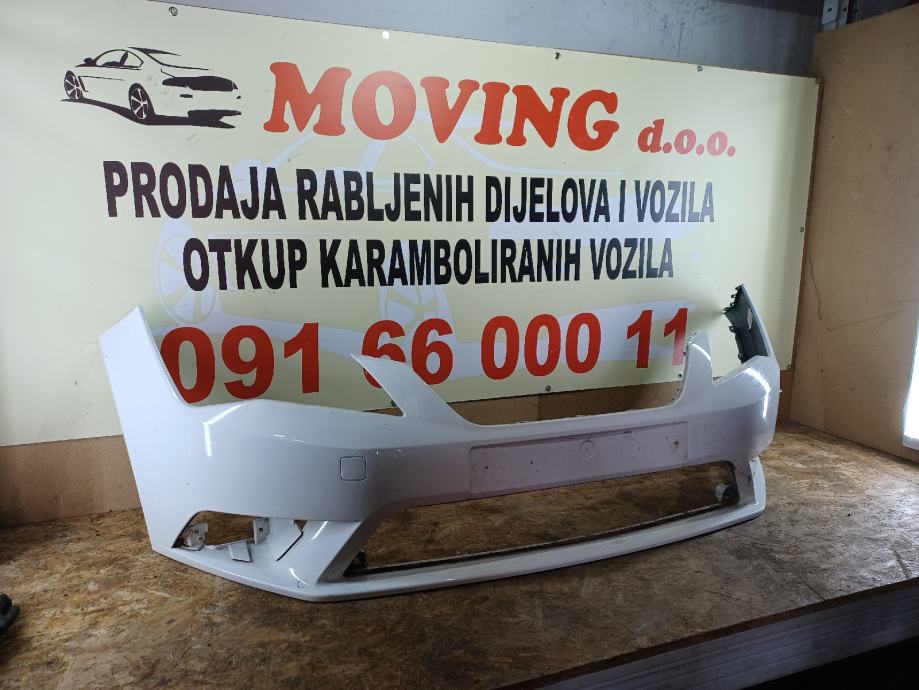 MOVING d.o.o.
PRODAJA RABLJENIH DIJELOVA I VOZILA
OTKUP KARAMBOLIRANIH VOZILA
091 66 000 11